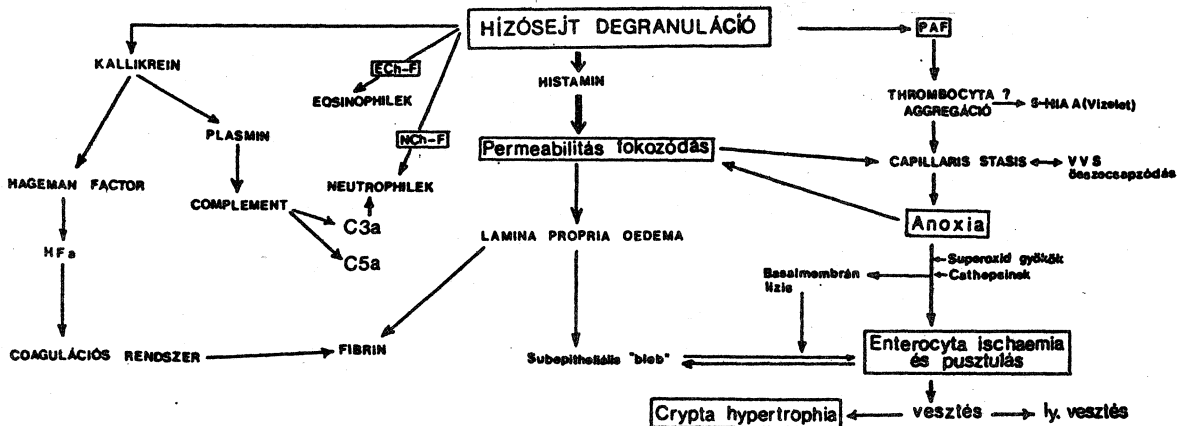 HÍZÓSEJT DEGRANULÁCIÓ
PAF
KALLIKREIN
ECh-F
EOSINOPHILEK
HISTAMIN
THROMBOCYTA ?
AGGREGÁCIÓ
5-HIAA (Vizelet)
PLASMIN
NCh-F
Permeabilitás fokozódás
CAPILLARIS STASIS
VVS
összecsapzódás
HAGEMAN FACTOR
NEUTROPHILEK
COMPLEMENT
C3a
C5a
LAMINA PROPRIA OEDEMA
Anoxia
HFa
Superoxid gyökök
Cathepsinek
Basalmembrán
lizis
COAGULÁCIÓS RENDSZER
FIBRIN
Subepitheliális "bleb"
Enterocyta ischaemia
és pusztulás
Crypta hypertrophia
vesztés
ly. vesztés